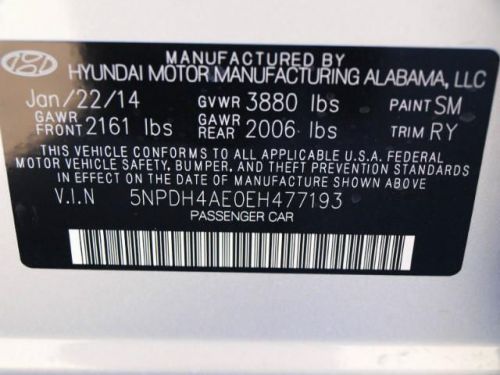 MANUFACTURED BY
HYUNDAI MOTOR MANUFACTURING ALABAMA, LLC
Jan/22/14 GVWR 3880 lbs PAINT SM
GAWR FRONT 2161 lbs GAWR REAR 2006 lbs TRIM RY
THIS VEHICLE CONFORMS TO ALL APPLICABLE FEDERAL
MOTOR VEHICLE SAFETY, BUMPER, AND THEFT PREVENTION STANDARDS
IN EFFECT ON THE DATE OF MANUFACTURE SHOWN ABOVE.
V.I.N 5NPDH4AE0EH477193
PASSENGER CAR